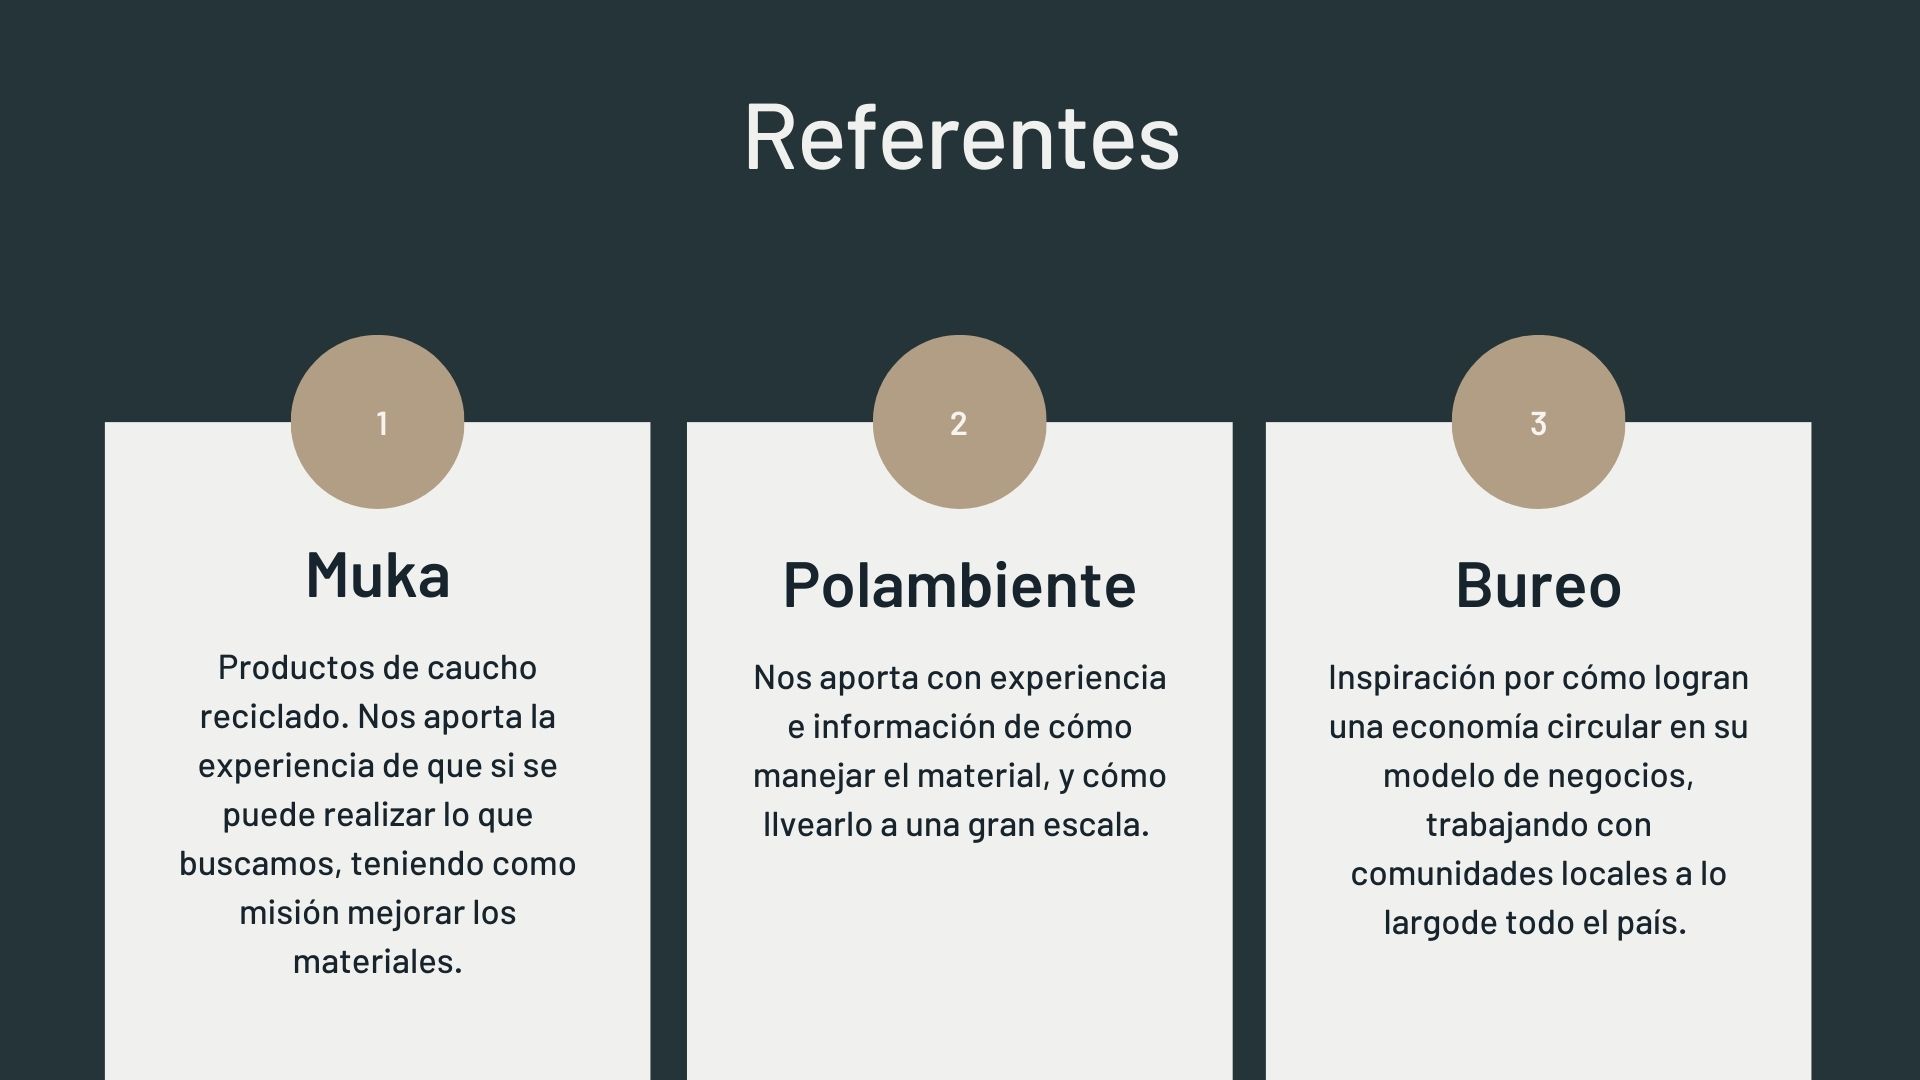 Referentes
1
Muka
Productos de caucho
reciclado. Nos aporta la
experiencia de que si se
puede realizar lo que
buscamos, teniendo como
misión mejorar los
materiales.
2
Polambiente
Nos aporta con experiencia
e información de cómo
manejar el material, y cómo
llvearlo a una gran escala.
3
Bureo
Inspiración por cómo logran
una economía circular en su
modelo de negocios,
trabajando con
comunidades locales a lo
largode todo el país.